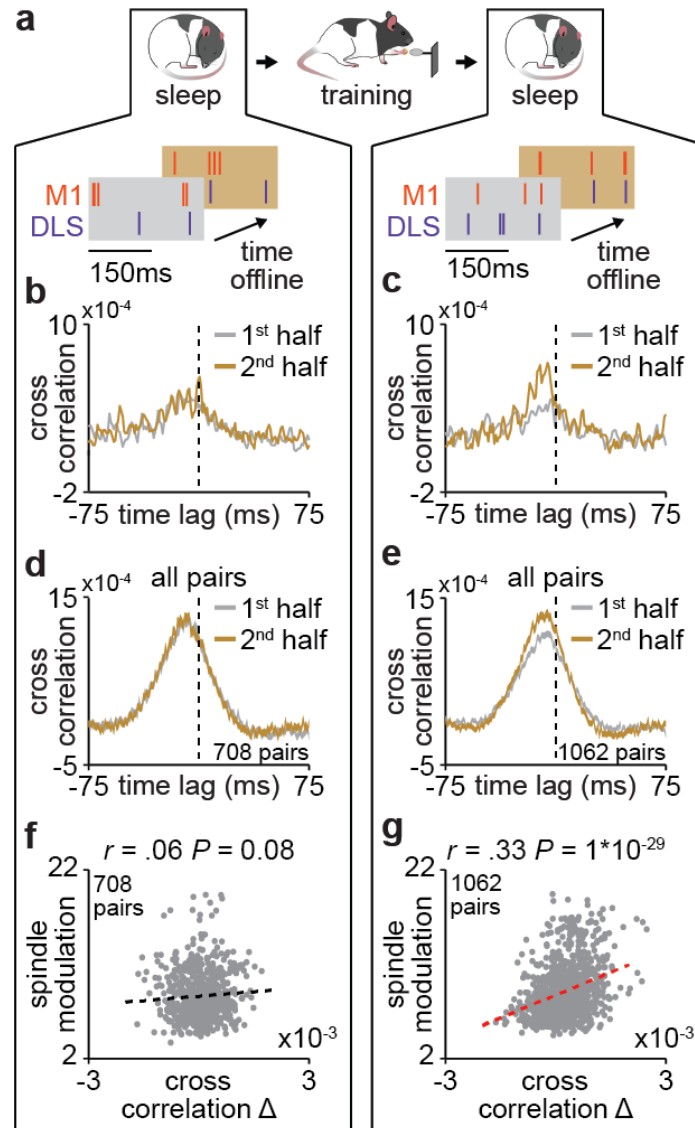 a
sleep
training
sleep
M1
DLS
150ms
time
offline
M1
DLS
150ms
time
offline
b
x10-4
10
1st half
2nd half
cross
correlation
-2
-75 time lag (ms) 75
c
x10-4
10
1st half
2nd half
cross
correlation
-2
-75 time lag (ms) 75
d
x10-4
all pairs
15
1st half
2nd half
cross
correlation
708 pairs
-5
-75 time lag (ms) 75
e
x10-4
all pairs
15
1st half
2nd half
cross
correlation
1062 pairs
-5
-75 time lag (ms) 75
f
r = .06 P = 0.08
22
708
pairs
spindle
modulation
x10-3
2
-3 cross 3
correlation Δ
g
r = .33 P = 1*10-29
22
1062
pairs
spindle
modulation
x10-3
2
-3 cross 3
correlation Δ